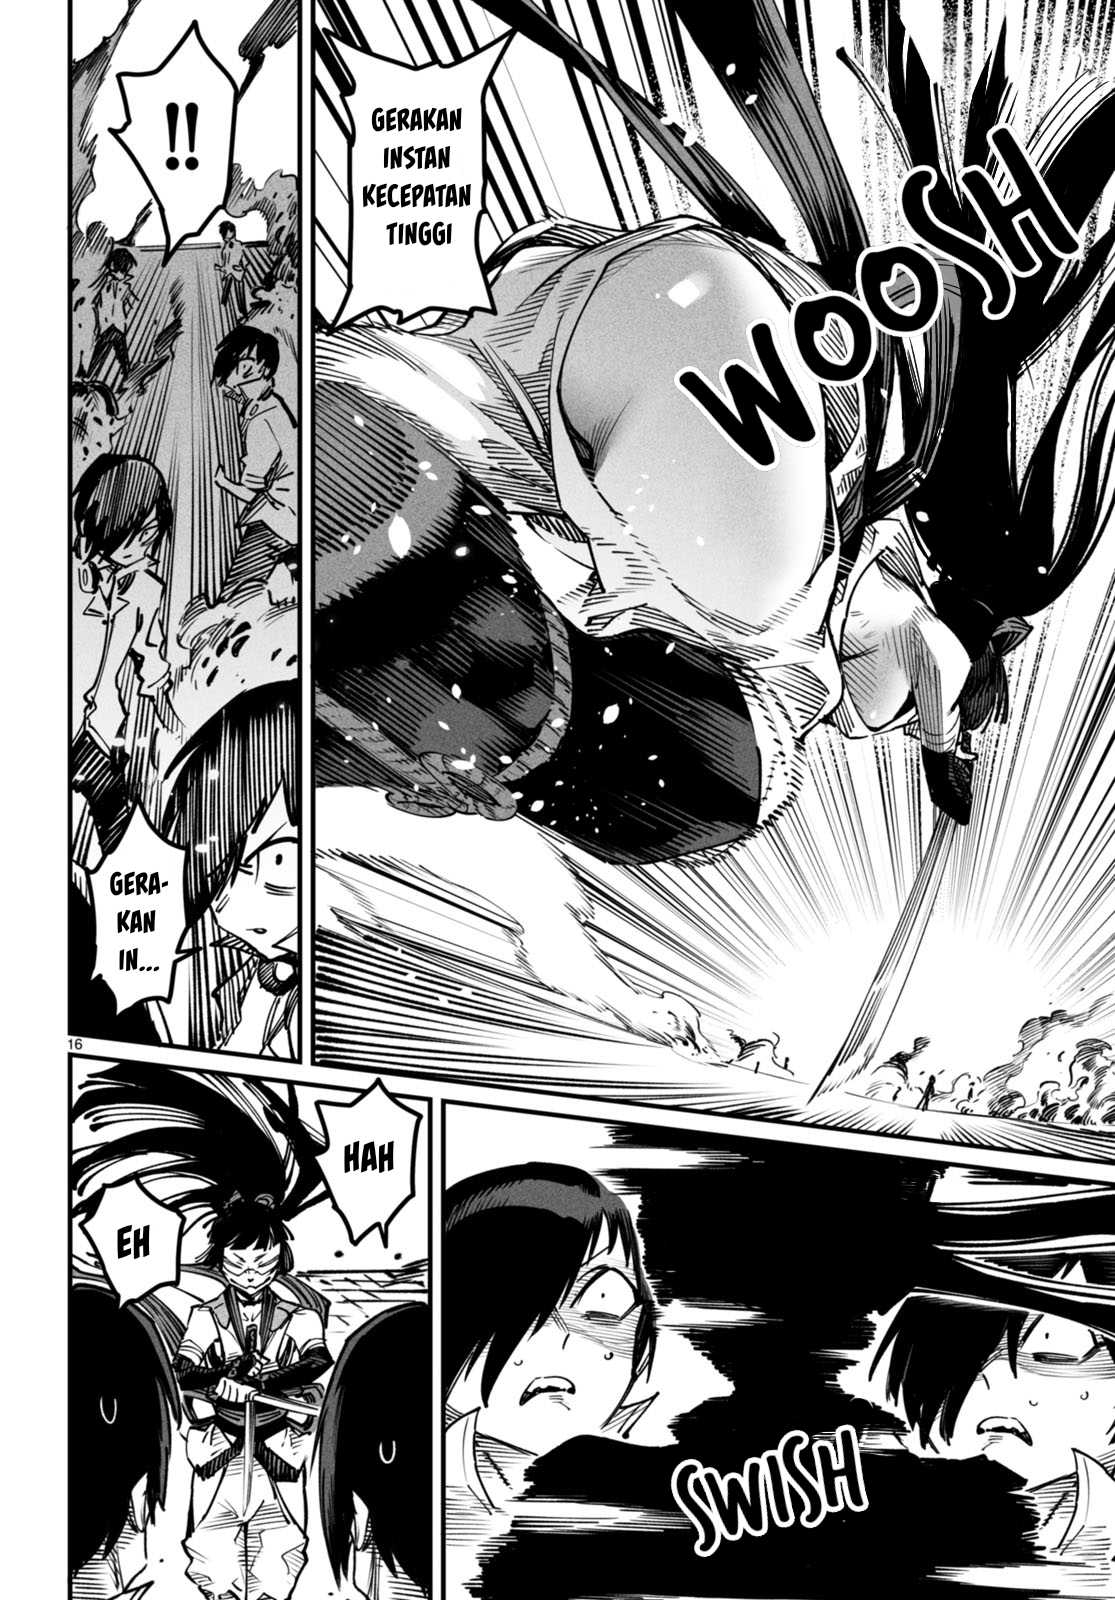 GERAKAN
INSTAN
KECEPATAN
TINGGI
WOOSH
!!
GERA-
KAN
IN...
16
SWISH
HAH
EH